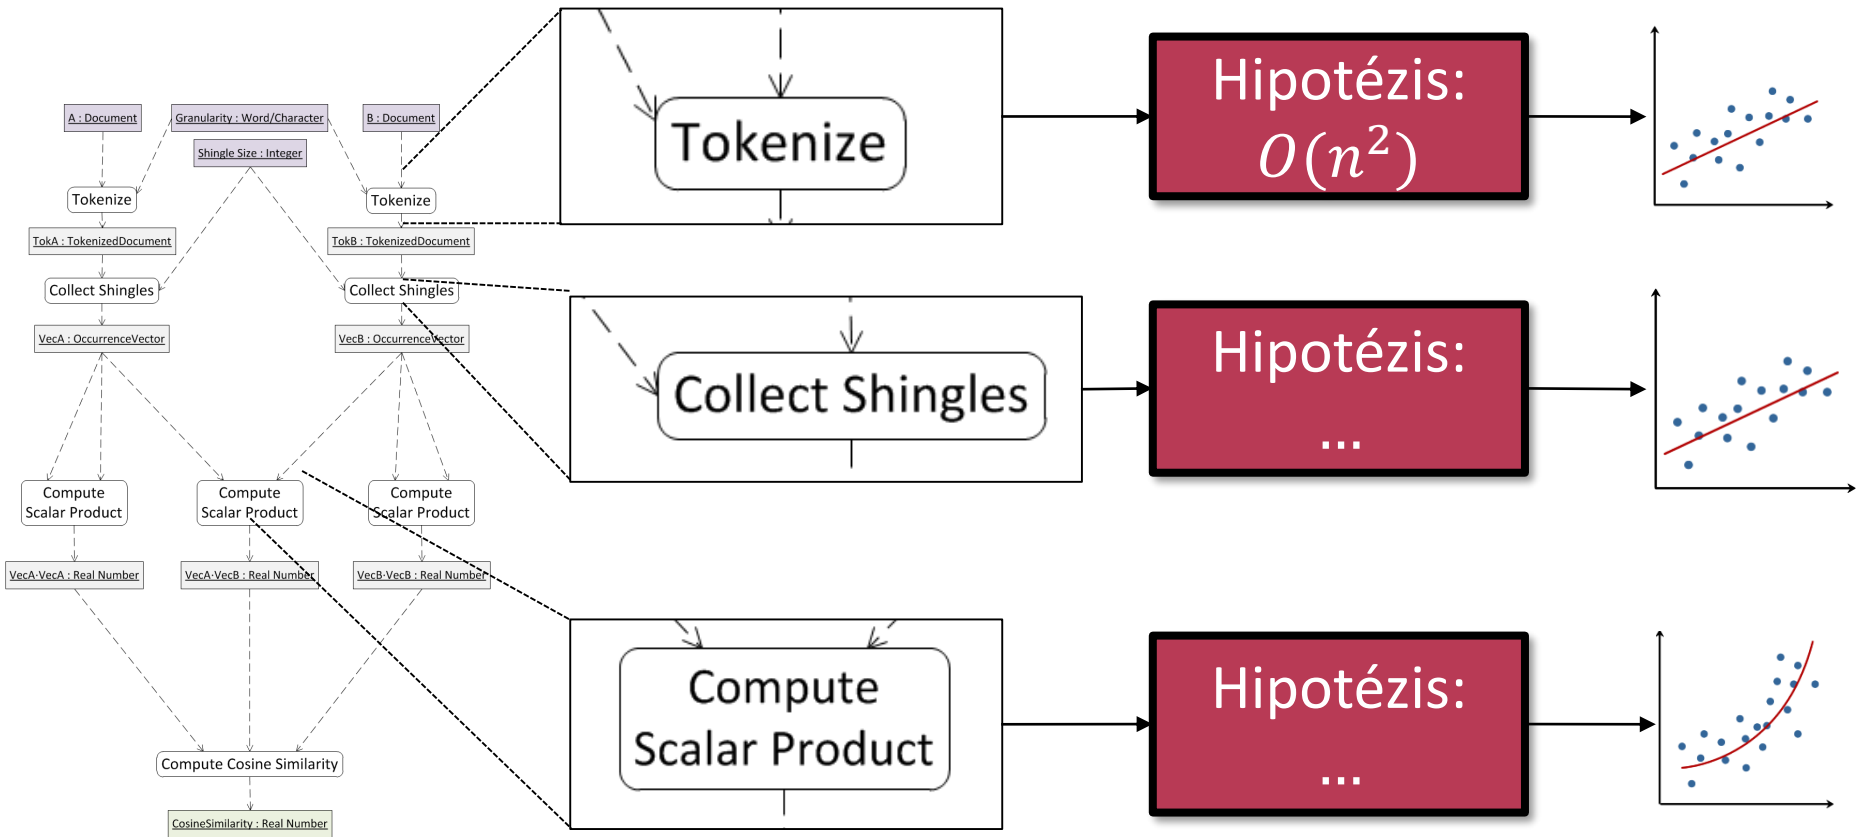 A : Document
Granularity : Word/Character
B : Document
Shingle Size : Integer
Tokenize
Tokenize
TokA : TokenizedDocument
TokB : TokenizedDocument
Collect Shingles
Collect Shingles
VecA : OccurrenceVector
VecB : OccurrenceVector
Compute
Scalar Product
Compute
Scalar Product
Compute
Scalar Product
VecA·VecA : Real Number
VecA·VecB : Real Number
VecB·VecB : Real Number
Compute Cosine Similarity
CosineSimilarity : Real Number
Tokenize
Hipotézis:
O(n²)
Collect Shingles
Hipotézis:
...
Compute
Scalar Product
Hipotézis:
...